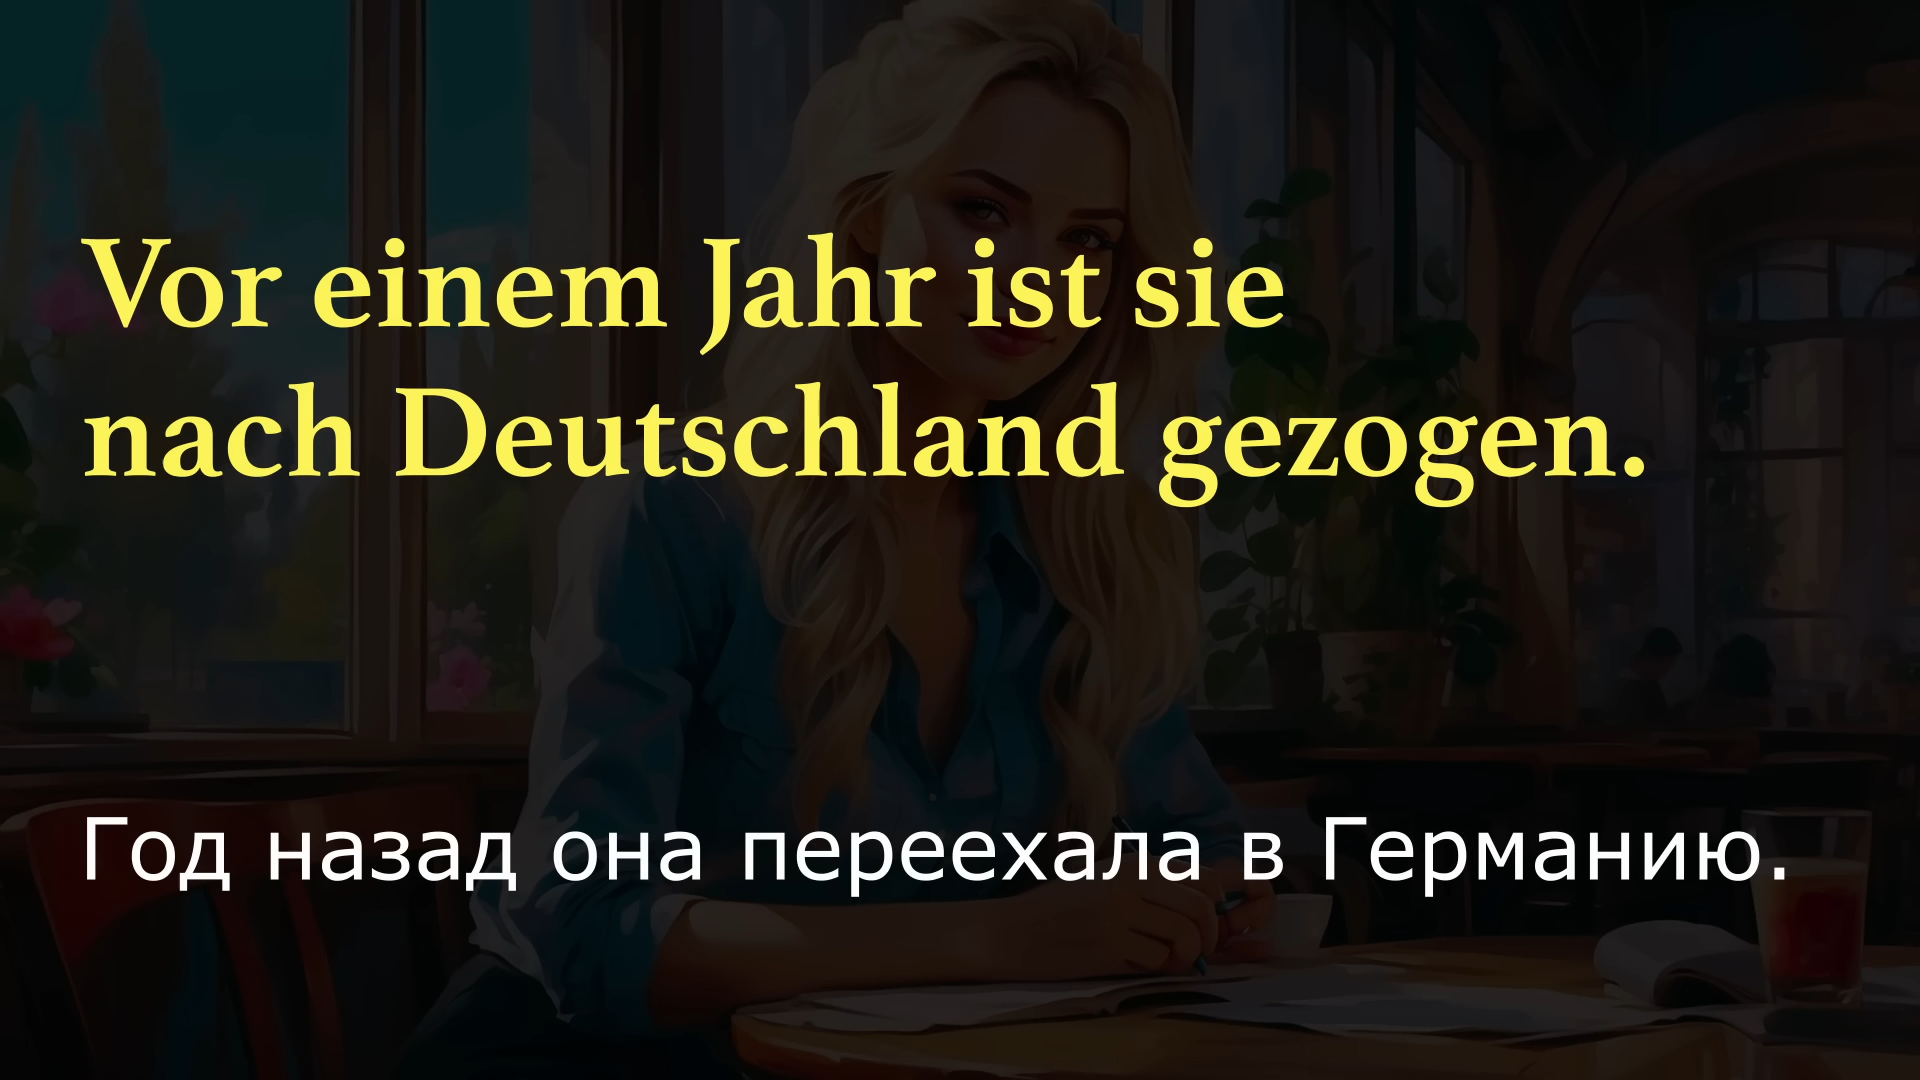 Vor einem Jahr ist sie
nach Deutschland gezogen.
Год назад она переехала в Германию.